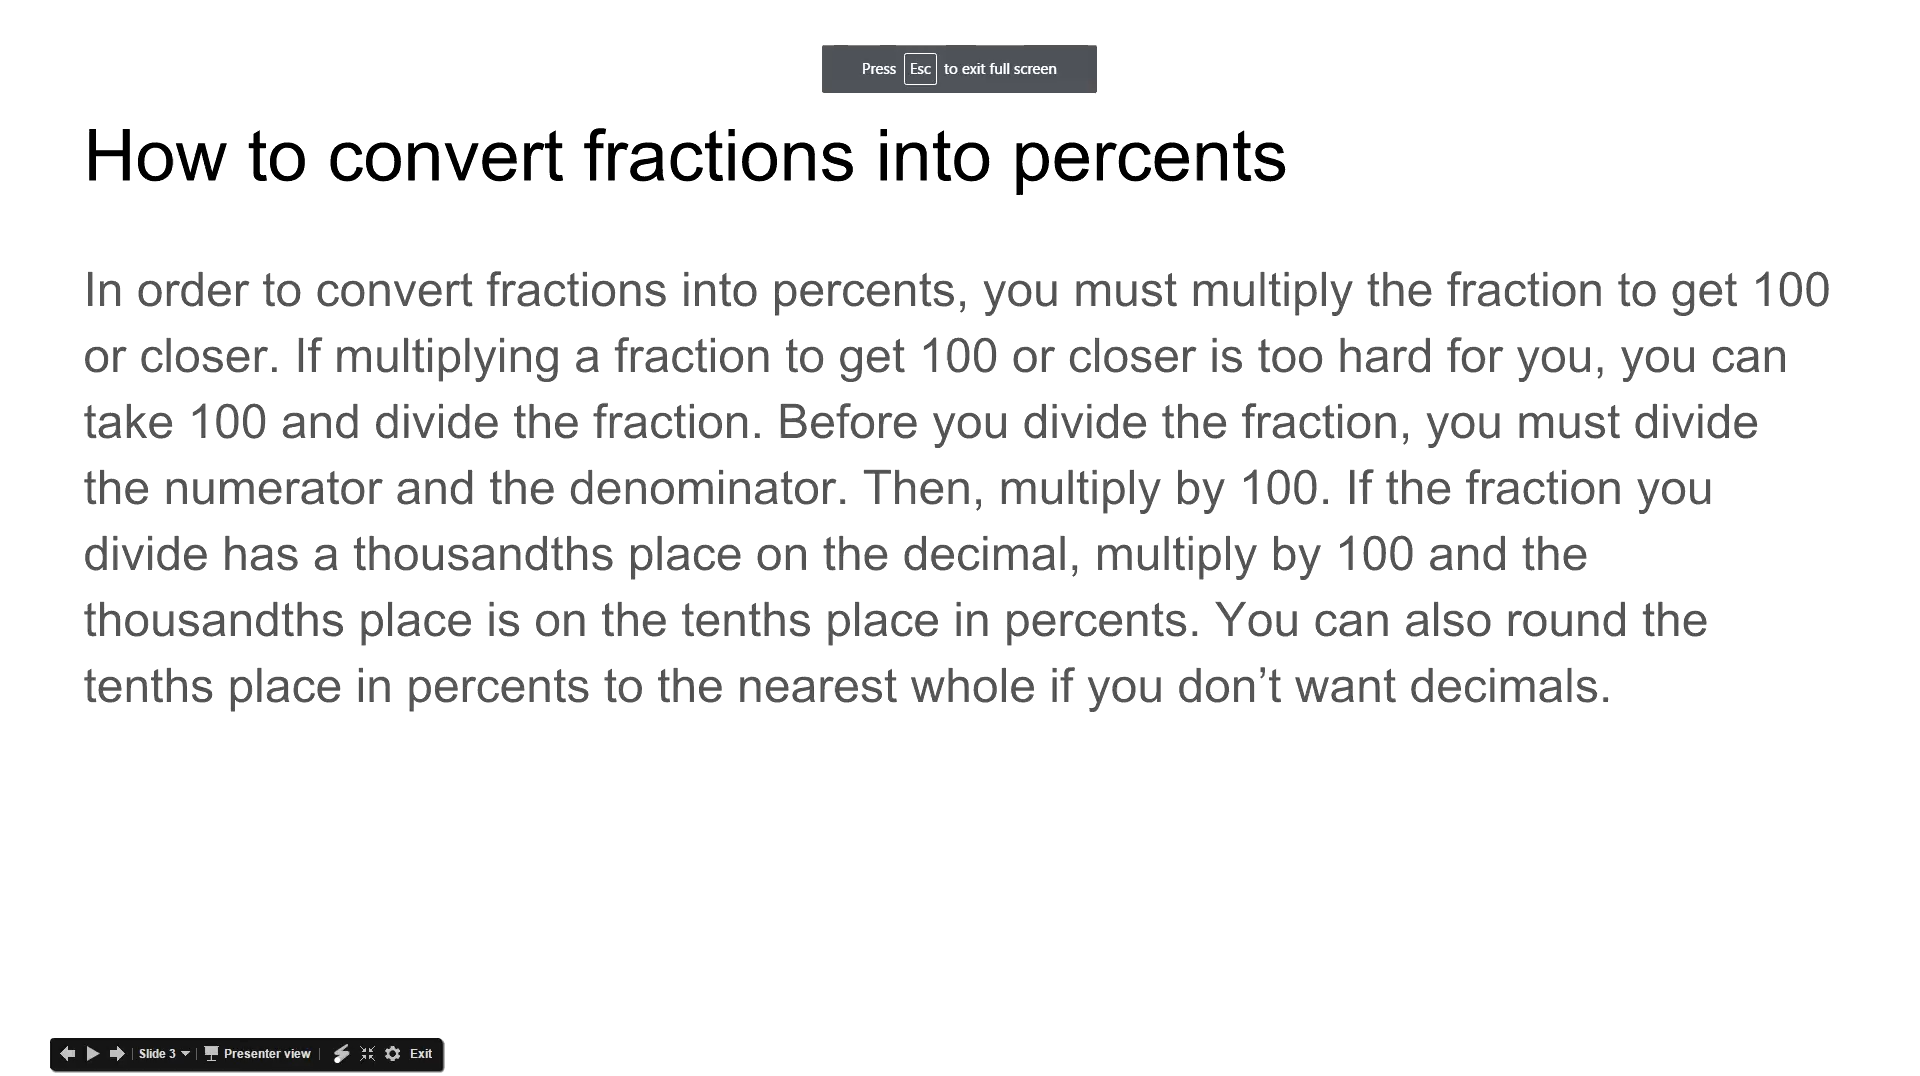 Press Esc to exit full screen
How to convert fractions into percents
In order to convert fractions into percents, you must multiply the fraction to get 100
or closer. If multiplying a fraction to get 100 or closer is too hard for you, you can
take 100 and divide the fraction. Before you divide the fraction, you must divide
the numerator and the denominator. Then, multiply by 100. If the fraction you
divide has a thousandths place on the decimal, multiply by 100 and the
thousandths place is on the tenths place in percents. You can also round the
tenths place in percents to the nearest whole if you don’t want decimals.
Slide 3 Presenter view Exit